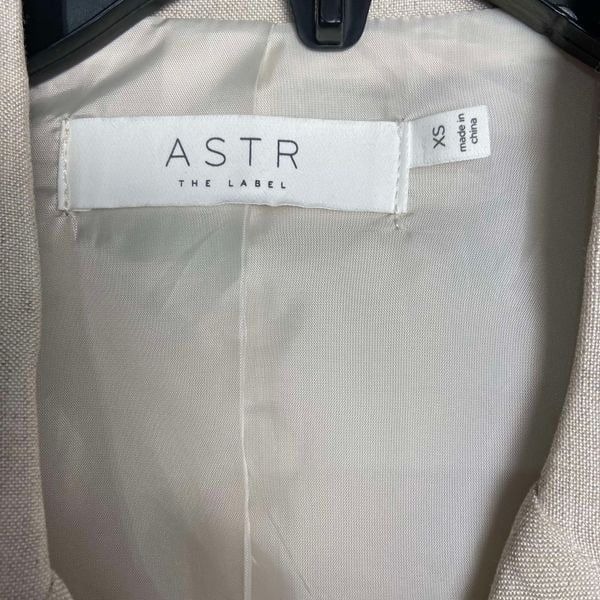 ASTR
THE LABEL
XS
made in
china